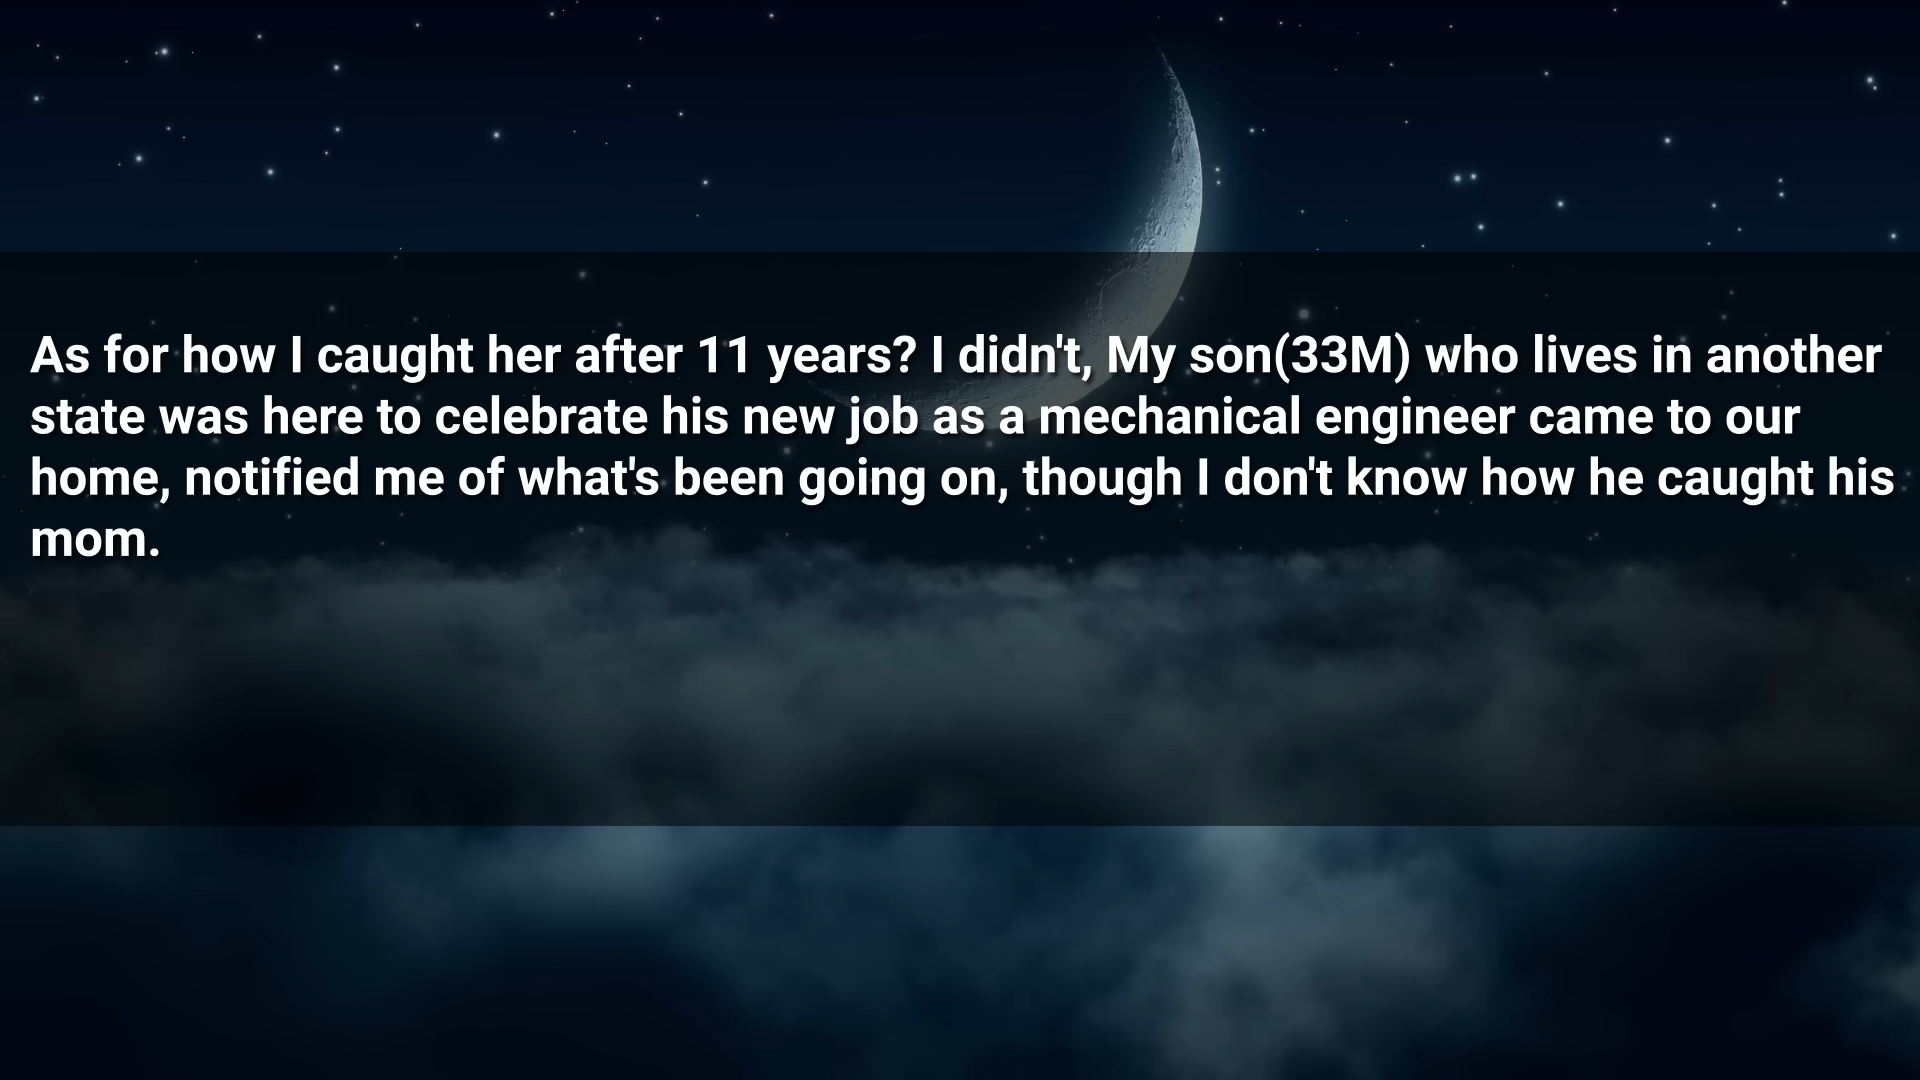 As for how I caught her after 11 years? I didn't, My son(33M) who lives in another
state was here to celebrate his new job as a mechanical engineer came to our
home, notified me of what's been going on, though I don't know how he caught his
mom.